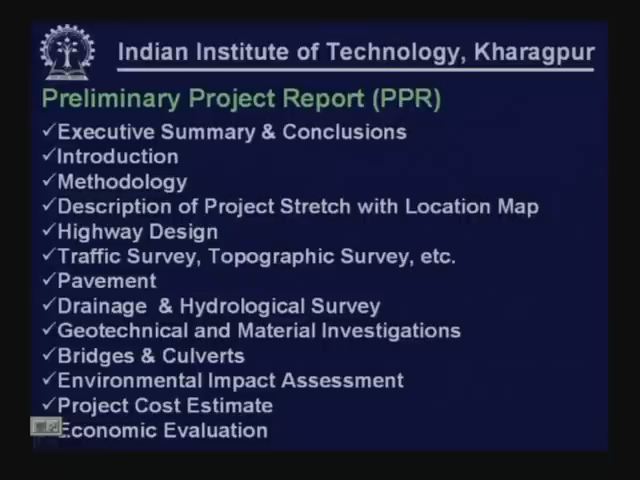 Indian Institute of Technology, Kharagpur
Preliminary Project Report (PPR)
✓Executive Summary & Conclusions
✓Introduction
✓Methodology
✓Description of Project Stretch with Location Map
✓Highway Design
✓Traffic Survey, Topographic Survey, etc.
✓Pavement
✓Drainage & Hydrological Survey
✓Geotechnical and Material Investigations
✓Bridges & Culverts
✓Environmental Impact Assessment
✓Project Cost Estimate
Economic Evaluation